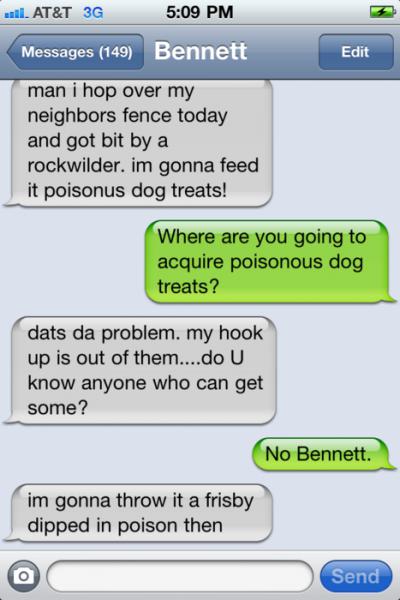 AT&T 3G 5:09 PM
Messages (149) Bennett Edit
man i hop over my
neighbors fence today
and got bit by a
rockwilder. im gonna feed
it poisonus dog treats!
Where are you going to
acquire poisonous dog
treats?
dats da problem. my hook
up is out of them....do U
know anyone who can get
some?
No Bennett.
im gonna throw it a frisby
dipped in poison then
Send